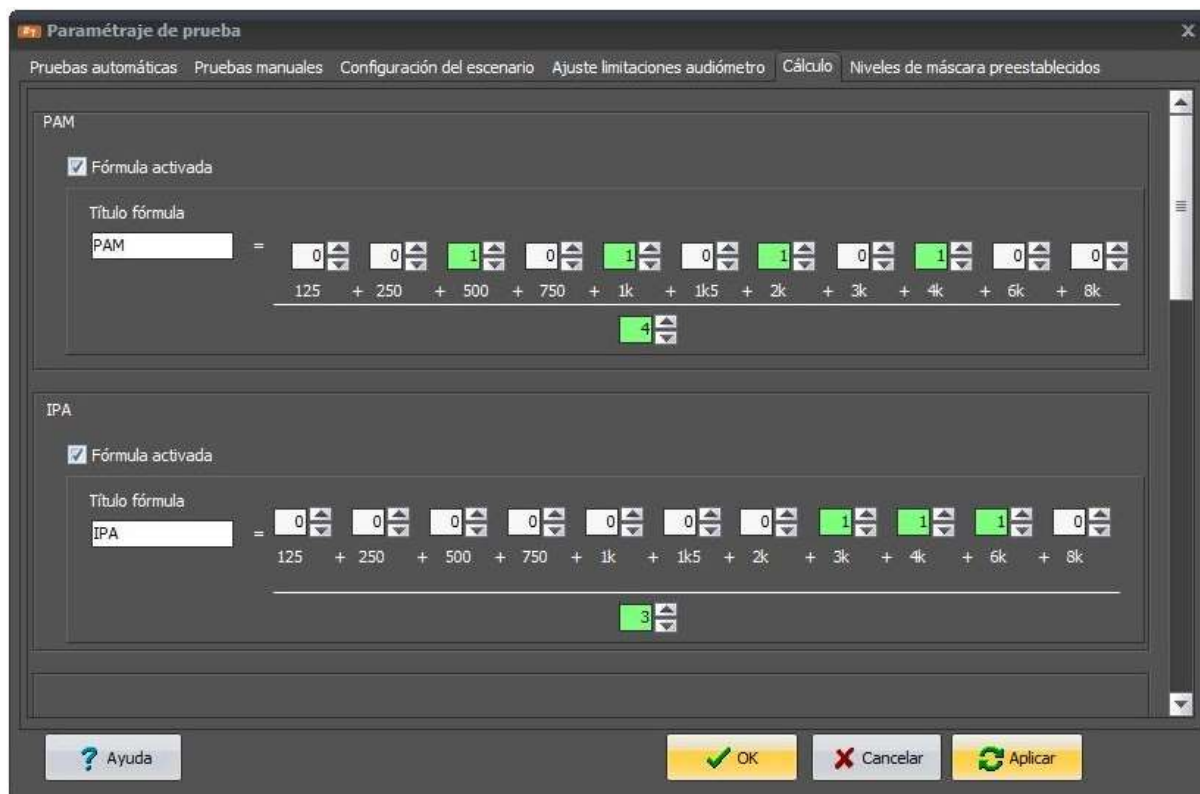 Paramétraje de prueba
Pruebas automáticas Pruebas manuales Configuración del escenario Ajuste limitaciones audiómetro Cálculo Niveles de máscara preestablecidos
PAM
Fórmula activada
Título fórmula
PAM = 0 0 1 0 1 0 1 0 1 0 0
125 + 250 + 500 + 750 + 1k + 1k5 + 2k + 3k + 4k + 6k + 8k
4
IPA
Fórmula activada
Título fórmula
IPA = 0 0 0 0 0 0 0 1 1 1 0
125 + 250 + 500 + 750 + 1k + 1k5 + 2k + 3k + 4k + 6k + 8k
3
? Ayuda OK Cancelar Aplicar